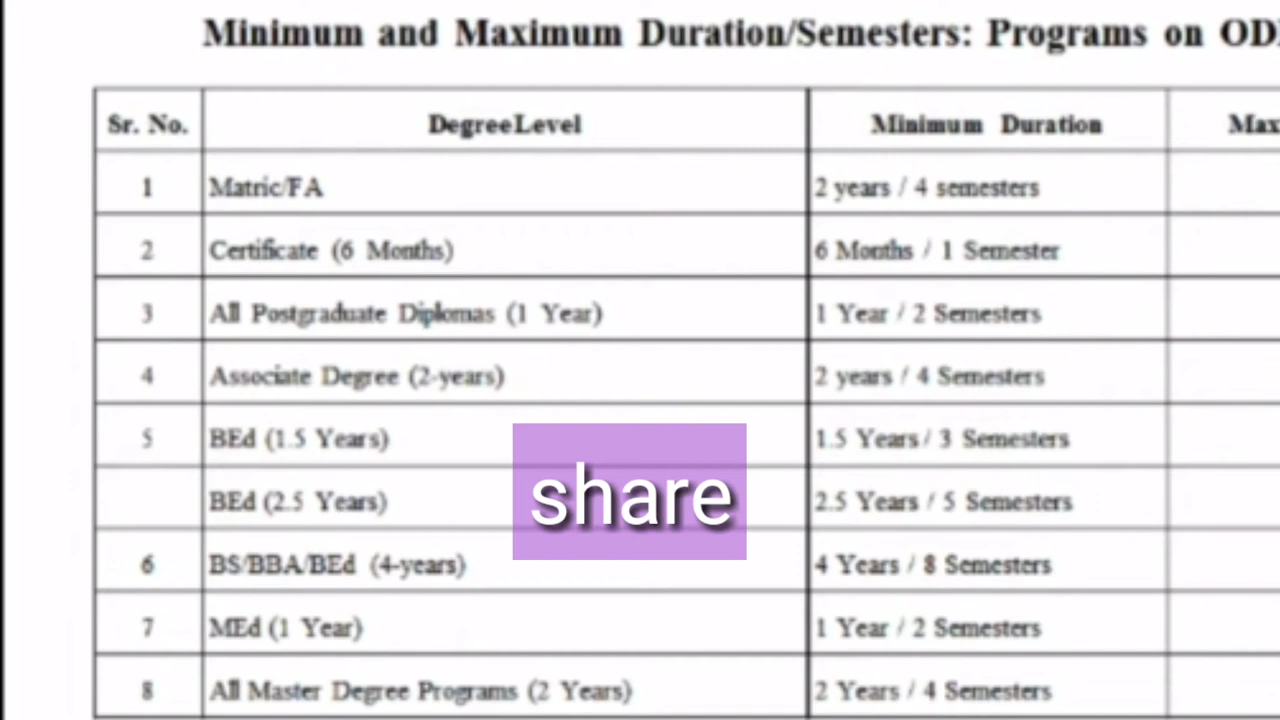 Minimum and Maximum Duration/Semesters: Programs on OD
Sr. No. DegreeLevel Minimum Duration Max
1 Matric/FA 2 years / 4 semesters
2 Certificate (6 Months) 6 Months / 1 Semester
3 All Postgraduate Diplomas (1 Year) 1 Year / 2 Semesters
4 Associate Degree (2-years) 2 years / 4 Semesters
5 BEd (1.5 Years) 1.5 Years / 3 Semesters
BEd (2.5 Years) 2.5 Years / 5 Semesters
share
6 BS/BBA/BEd (4-years) 4 Years / 8 Semesters
7 MEd (1 Year) 1 Year / 2 Semesters
8 All Master Degree Programs (2 Years) 2 Years / 4 Semesters